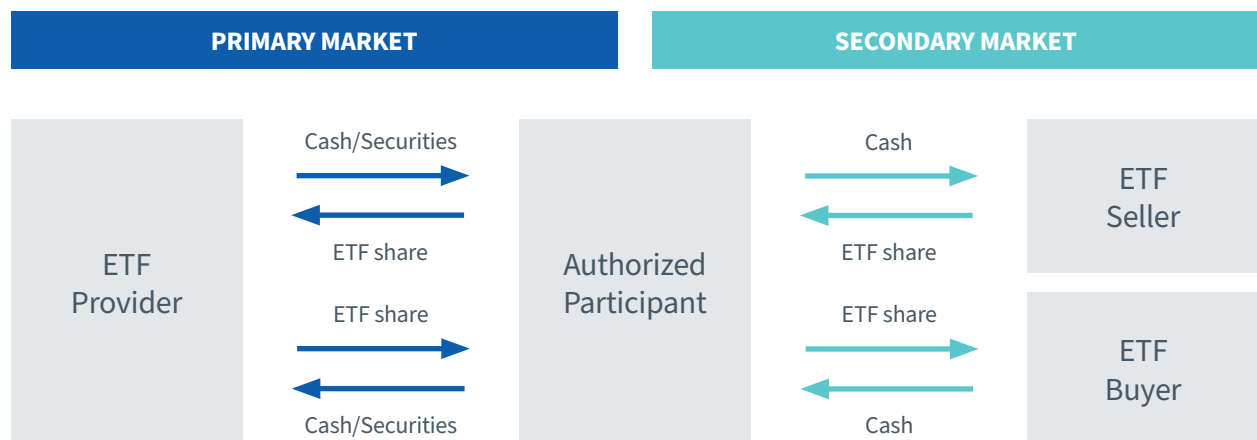 PRIMARY MARKET
SECONDARY MARKET
Cash/Securities
Cash
ETF
Seller
ETF share
ETF share
ETF
Provider
Authorized
Participant
ETF share
ETF share
ETF
Buyer
Cash/Securities
Cash